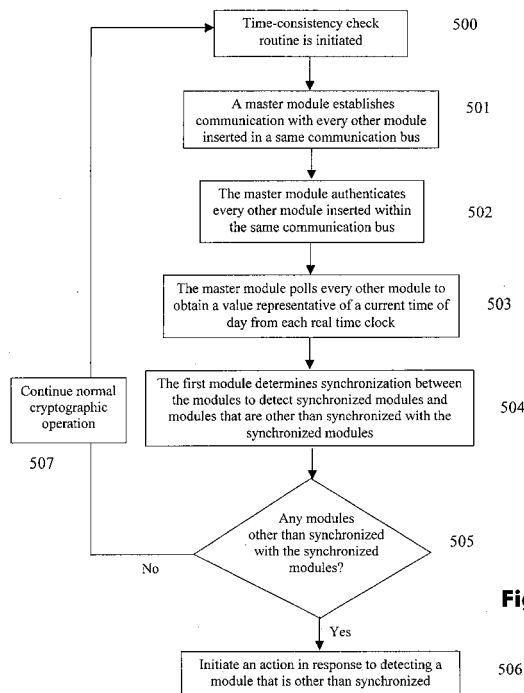 Time-consistency check
routine is initiated
500
A master module establishes
communication with every other module
inserted in a same communication bus
501
The master module authenticates
every other module inserted within
the same communication bus
502
The master module polls every other module to
obtain a value representative of a current time of
day from each real time clock
503
The first module determines synchronization between
the modules to detect synchronized modules and
modules that are other than synchronized with the
synchronized modules
504
Continue normal
cryptographic
operation
507
Any modules
other than synchronized
with the synchronized
modules?
505
No
Yes
Initiate an action in response to detecting a
module that is other than synchronized
506